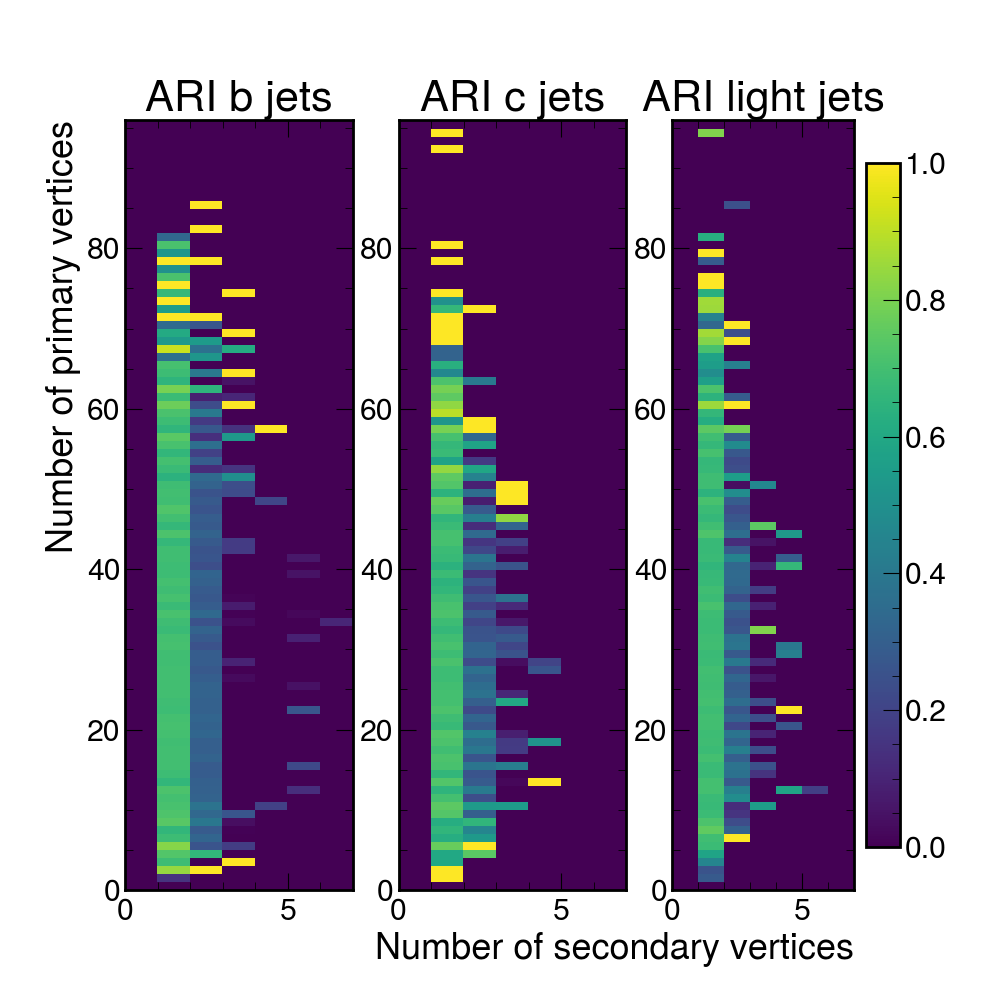 ARI b jets ARI c jets ARI light jets
Number of primary vertices
80 80 80 1.0
60 60 60 0.8
40 40 40 0.6
20 20 20 0.4
0 0 0 0.2
0.0
0 5 0 5 0 5
Number of secondary vertices